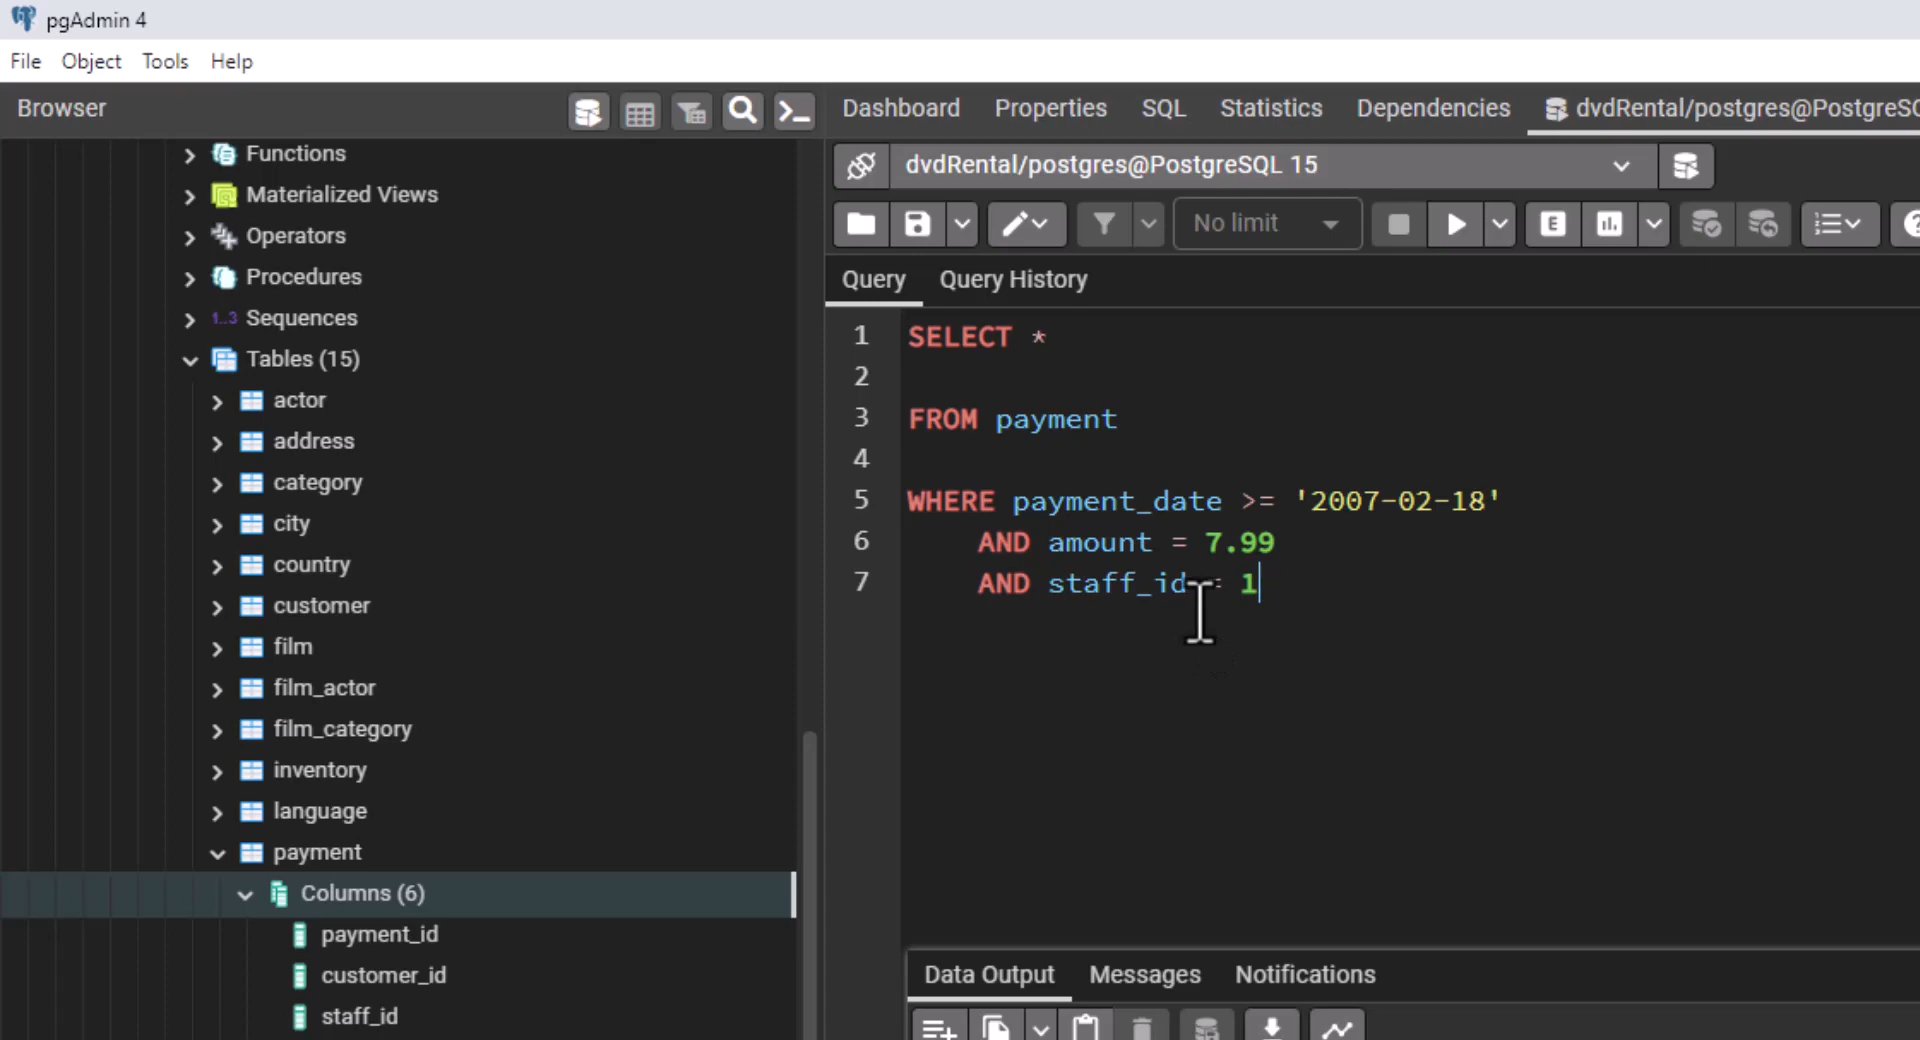 pgAdmin 4
File Object Tools Help
Browser
Dashboard Properties SQL Statistics Dependencies dvdRental/postgres@PostgreSQ
Functions
Materialized Views
Operators
Procedures
1..3 Sequences
Tables (15)
actor
address
category
city
country
customer
film
film_actor
film_category
inventory
language
payment
Columns (6)
payment_id
customer_id
staff_id
dvdRental/postgres@PostgreSQL 15
No limit
E
?
Query Query History
1 SELECT *
2
3 FROM payment
4
5 WHERE payment_date >= '2007-02-18'
6 AND amount = 7.99
7 AND staff_id = 1
Data Output Messages Notifications